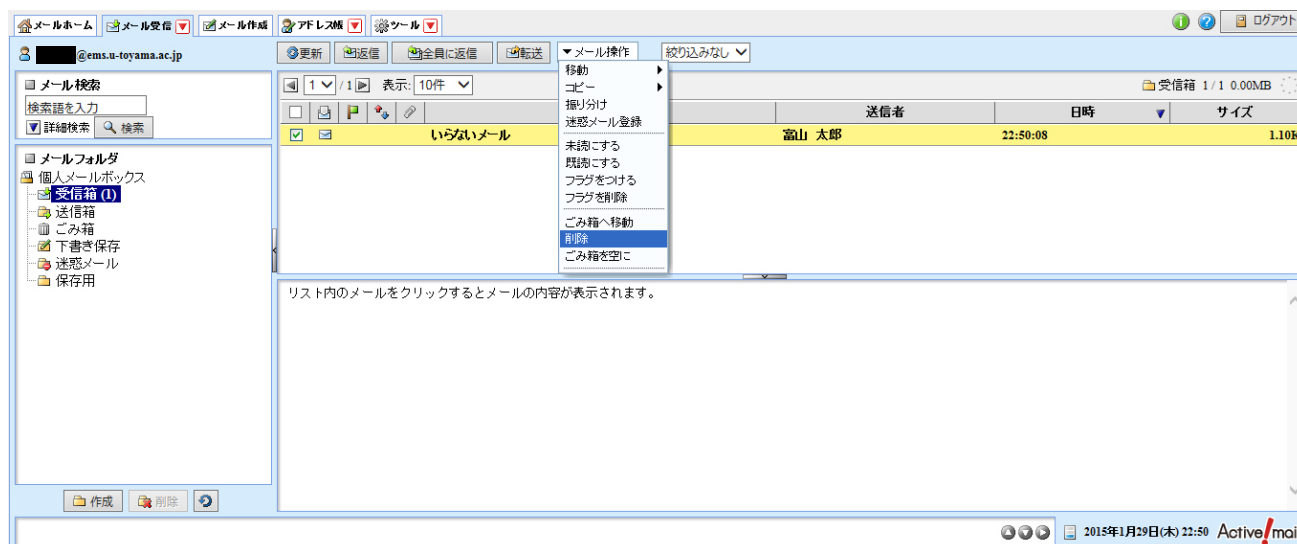 メールホーム メール受信 メール作成 アドレス帳 ツール ログアウト
@ems.u-toyama.ac.jp 更新 返信 全員に返信 転送 ▼メール操作 絞り込みなし
メール検索
検索語を入力
詳細検索 検索
メールフォルダ
個人メールボックス
受信箱 (1)
送信箱
ごみ箱
下書き保存
迷惑メール
保存用
作成 削除
1 / 1 表示: 10件 受信箱 1 / 1 0.00MB
送信者 日時 サイズ
いらないメール 富山 太郎 22:50:08 1.10K
移動
コピー
振り分け
迷惑メール登録
未読にする
既読にする
フラグをつける
フラグを削除
ごみ箱へ移動
削除
ごみ箱を空に
リスト内のメールをクリックするとメールの内容が表示されます。
2015年1月29日(木) 22:50 Active!mai